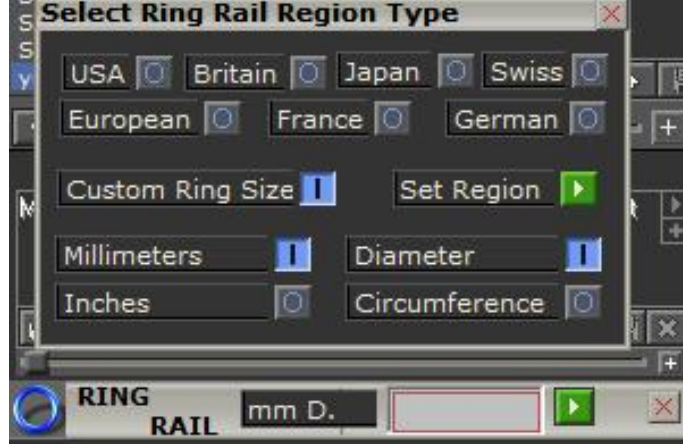 Select Ring Rail Region Type
USA Britain Japan Swiss
European France German
Custom Ring Size Set Region
Millimeters Diameter
Inches Circumference
RING
RAIL mm D.